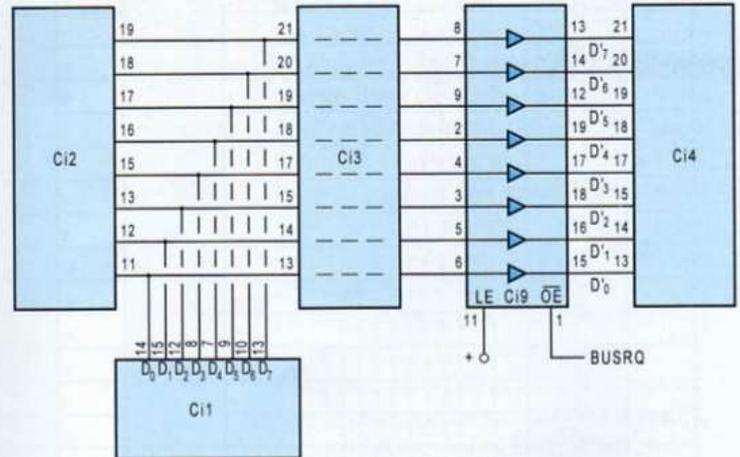 19 21 8 13 21
D'7
18 20 7 14 20
D'6
17 19 9 12 19
D'5
16 18 2 19 18
D'4
Ci2 Ci3 Ci4
15 17 4 17 17
D'3
13 15 3 18 15
D'2
12 14 5 16 14
D'1
11 13 6 15 13
D'0
LE Ci9 OE
11 1
+ BUSRQ
14 15 12 8 7 9 10 13
D0 D1 D2 D3 D4 D5 D6 D7
Ci1